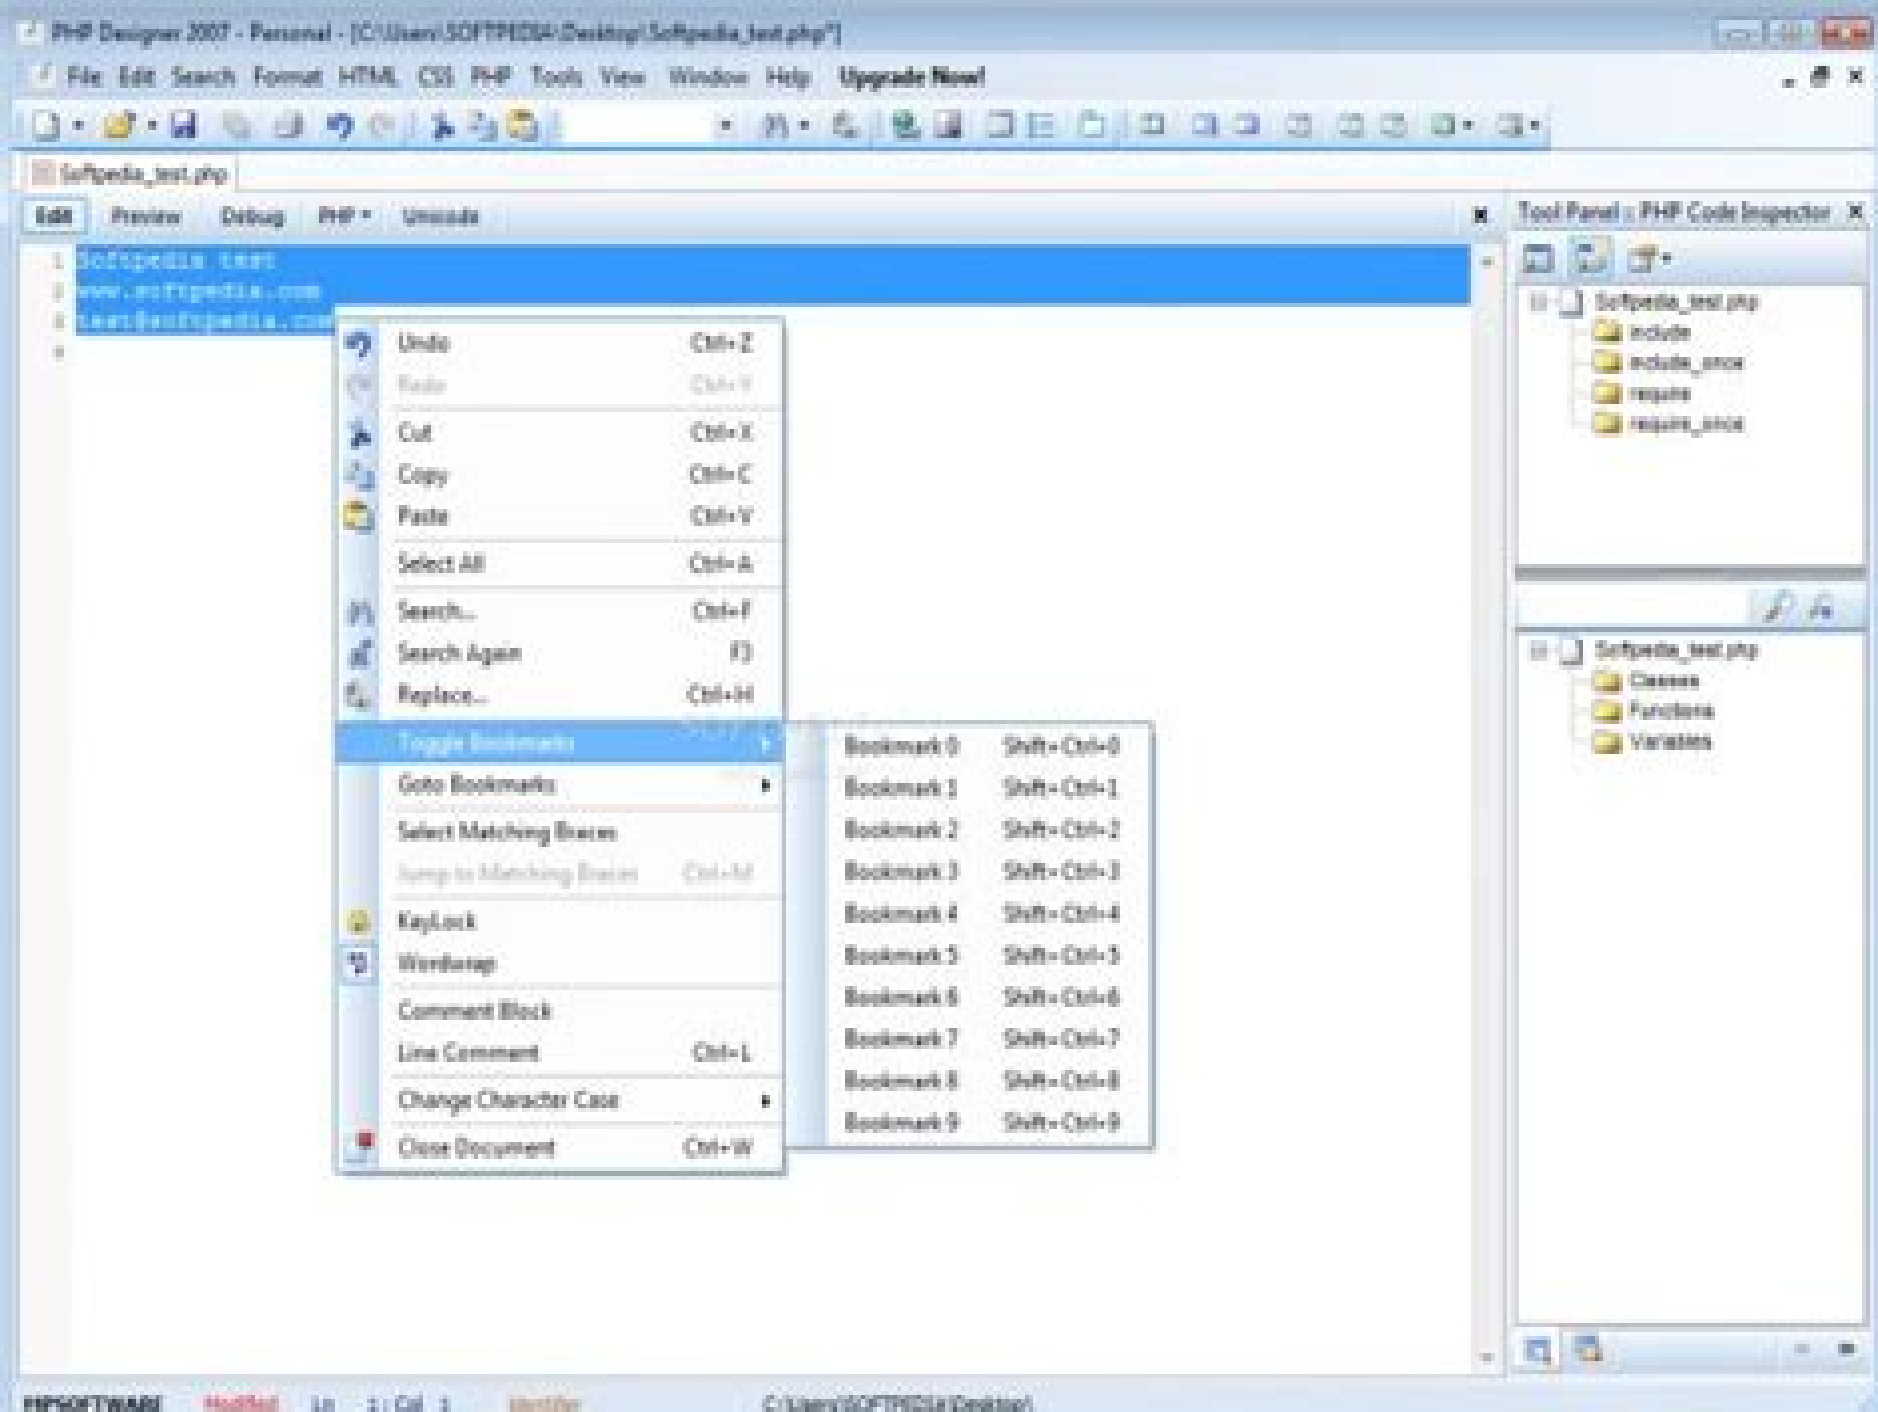 PHP Designer 2007 - Personal - [C:\Users\SOFTPEDIA\Desktop\Softpedia_test.php*]
File Edit Search Format HTML CSS PHP Tools View Window Help Upgrade Now!
Softpedia_test.php
Edit Preview Debug PHP Unicode
Tool Panel :: PHP Code Inspector
1 Softpedia test
2 www.softpedia.com
3 test@softpedia.com
4
Undo Ctrl+Z
Redo Ctrl+Y
Cut Ctrl+X
Copy Ctrl+C
Paste Ctrl+V
Select All Ctrl+A
Search... Ctrl+F
Search Again F3
Replace... Ctrl+H
Toggle Bookmarks
Goto Bookmarks
Select Matching Braces
Jump to Matching Braces Ctrl+M
KeyLock
Wordwrap
Comment Block
Line Comment Ctrl+L
Change Character Case
Close Document Ctrl+W
Bookmark 0 Shift+Ctrl+0
Bookmark 1 Shift+Ctrl+1
Bookmark 2 Shift+Ctrl+2
Bookmark 3 Shift+Ctrl+3
Bookmark 4 Shift+Ctrl+4
Bookmark 5 Shift+Ctrl+5
Bookmark 6 Shift+Ctrl+6
Bookmark 7 Shift+Ctrl+7
Bookmark 8 Shift+Ctrl+8
Bookmark 9 Shift+Ctrl+9
Softpedia_test.php
include
include_once
require
require_once
Softpedia_test.php
Classes
Functions
Variables
MPSOFTWARE Modified Ln 1 : Col 1 Identifier C:\Users\SOFTPEDIA\Desktop\